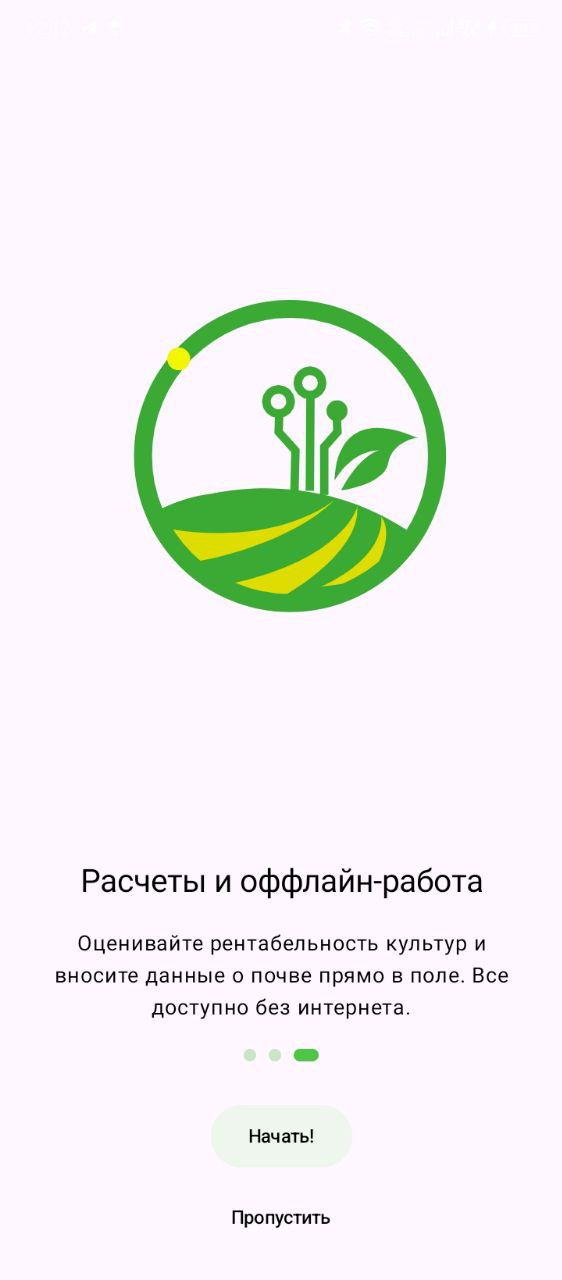 Расчеты и оффлайн-работа
Оценивайте рентабельность культур и
вносите данные о почве прямо в поле. Все
доступно без интернета.
Начать!
Пропустить